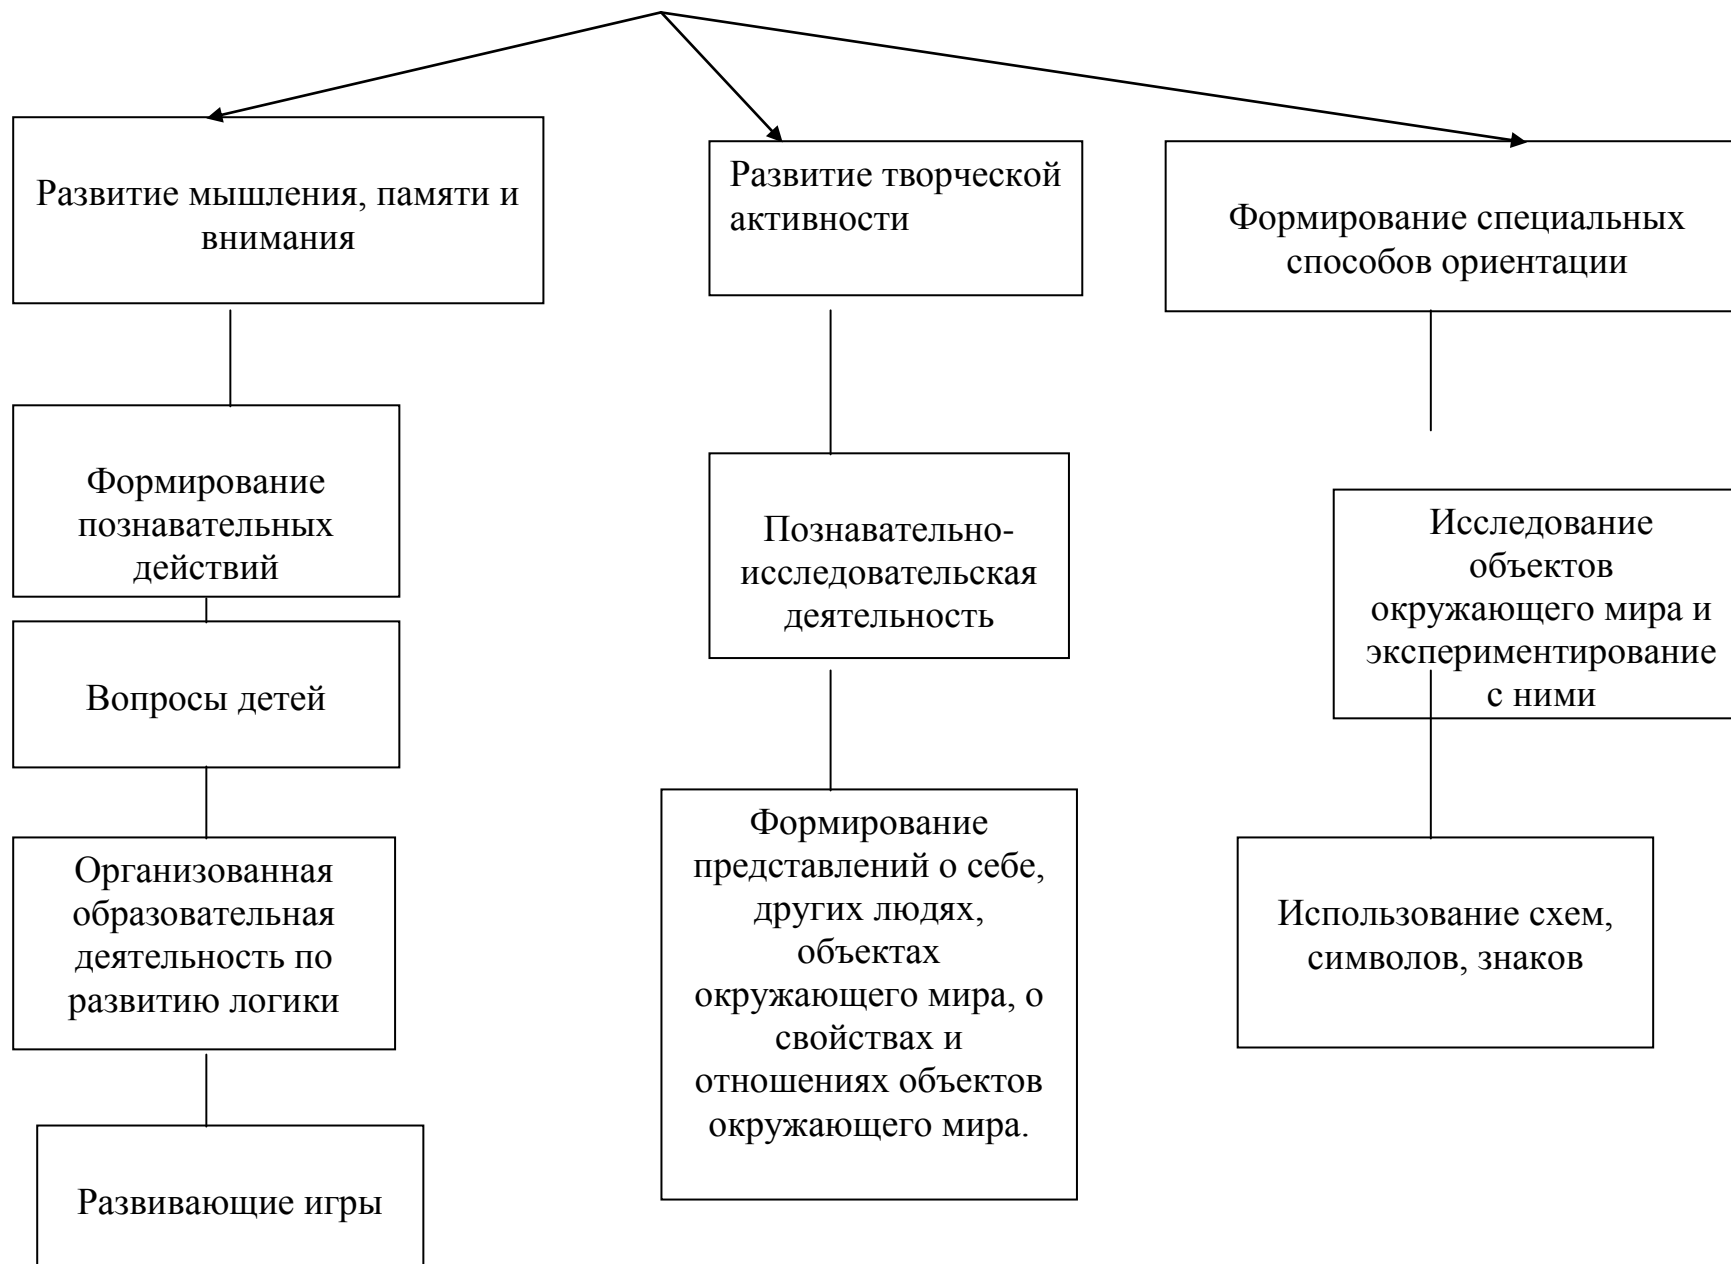 Развитие мышления, памяти и
внимания
Развитие творческой
активности
Формирование специальных
способов ориентации
Формирование
познавательных
действий
Познавательно-
исследовательская
деятельность
Исследование
объектов
окружающего мира и
экспериментирование
с ними
Вопросы детей
Организованная
образовательная
деятельность по
развитию логики
Формирование
представлений о себе,
других людях,
объектах
окружающего мира, о
свойствах и
отношениях объектов
окружающего мира.
Использование схем,
символов, знаков
Развивающие игры